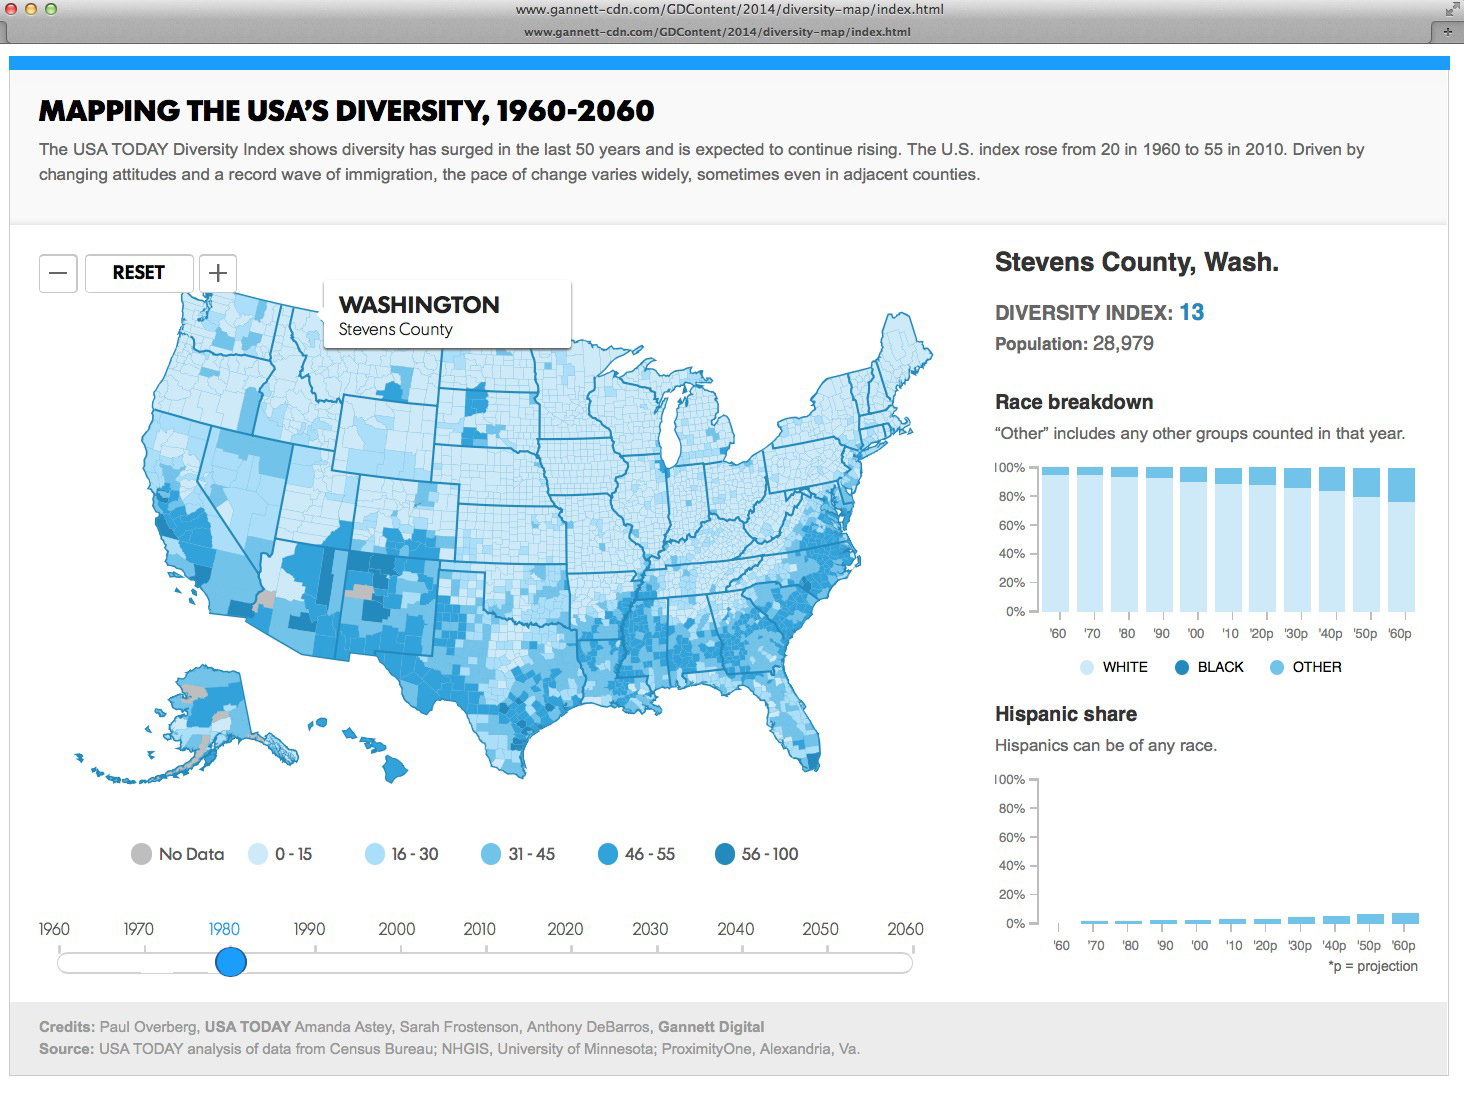 www.gannett-cdn.com/GDContent/2014/diversity-map/index.html
www.gannett-cdn.com/GDContent/2014/diversity-map/index.html
MAPPING THE USA'S DIVERSITY, 1960-2060
The USA TODAY Diversity Index shows diversity has surged in the last 50 years and is expected to continue rising. The U.S. index rose from 20 in 1960 to 55 in 2010. Driven by
changing attitudes and a record wave of immigration, the pace of change varies widely, sometimes even in adjacent counties.
RESET
WASHINGTON
Stevens County
No Data 0 - 15 16 - 30 31 - 45 46 - 55 56 - 100
1960 1970 1980 1990 2000 2010 2020 2030 2040 2050 2060
Stevens County, Wash.
DIVERSITY INDEX: 13
Population: 28,979
Race breakdown
“Other” includes any other groups counted in that year.
100%
80%
60%
40%
20%
0%
'60 '70 '80 '90 '00 '10 '20p '30p '40p '50p '60p
WHITE BLACK OTHER
Hispanic share
Hispanics can be of any race.
100%
80%
60%
40%
20%
0%
'60 '70 '80 '90 '00 '10 '20p '30p '40p '50p '60p
*p = projection
Credits: Paul Overberg, USA TODAY Amanda Astey, Sarah Frostenson, Anthony DeBarros, Gannett Digital
Source: USA TODAY analysis of data from Census Bureau; NHGIS, University of Minnesota; ProximityOne, Alexandria, Va.